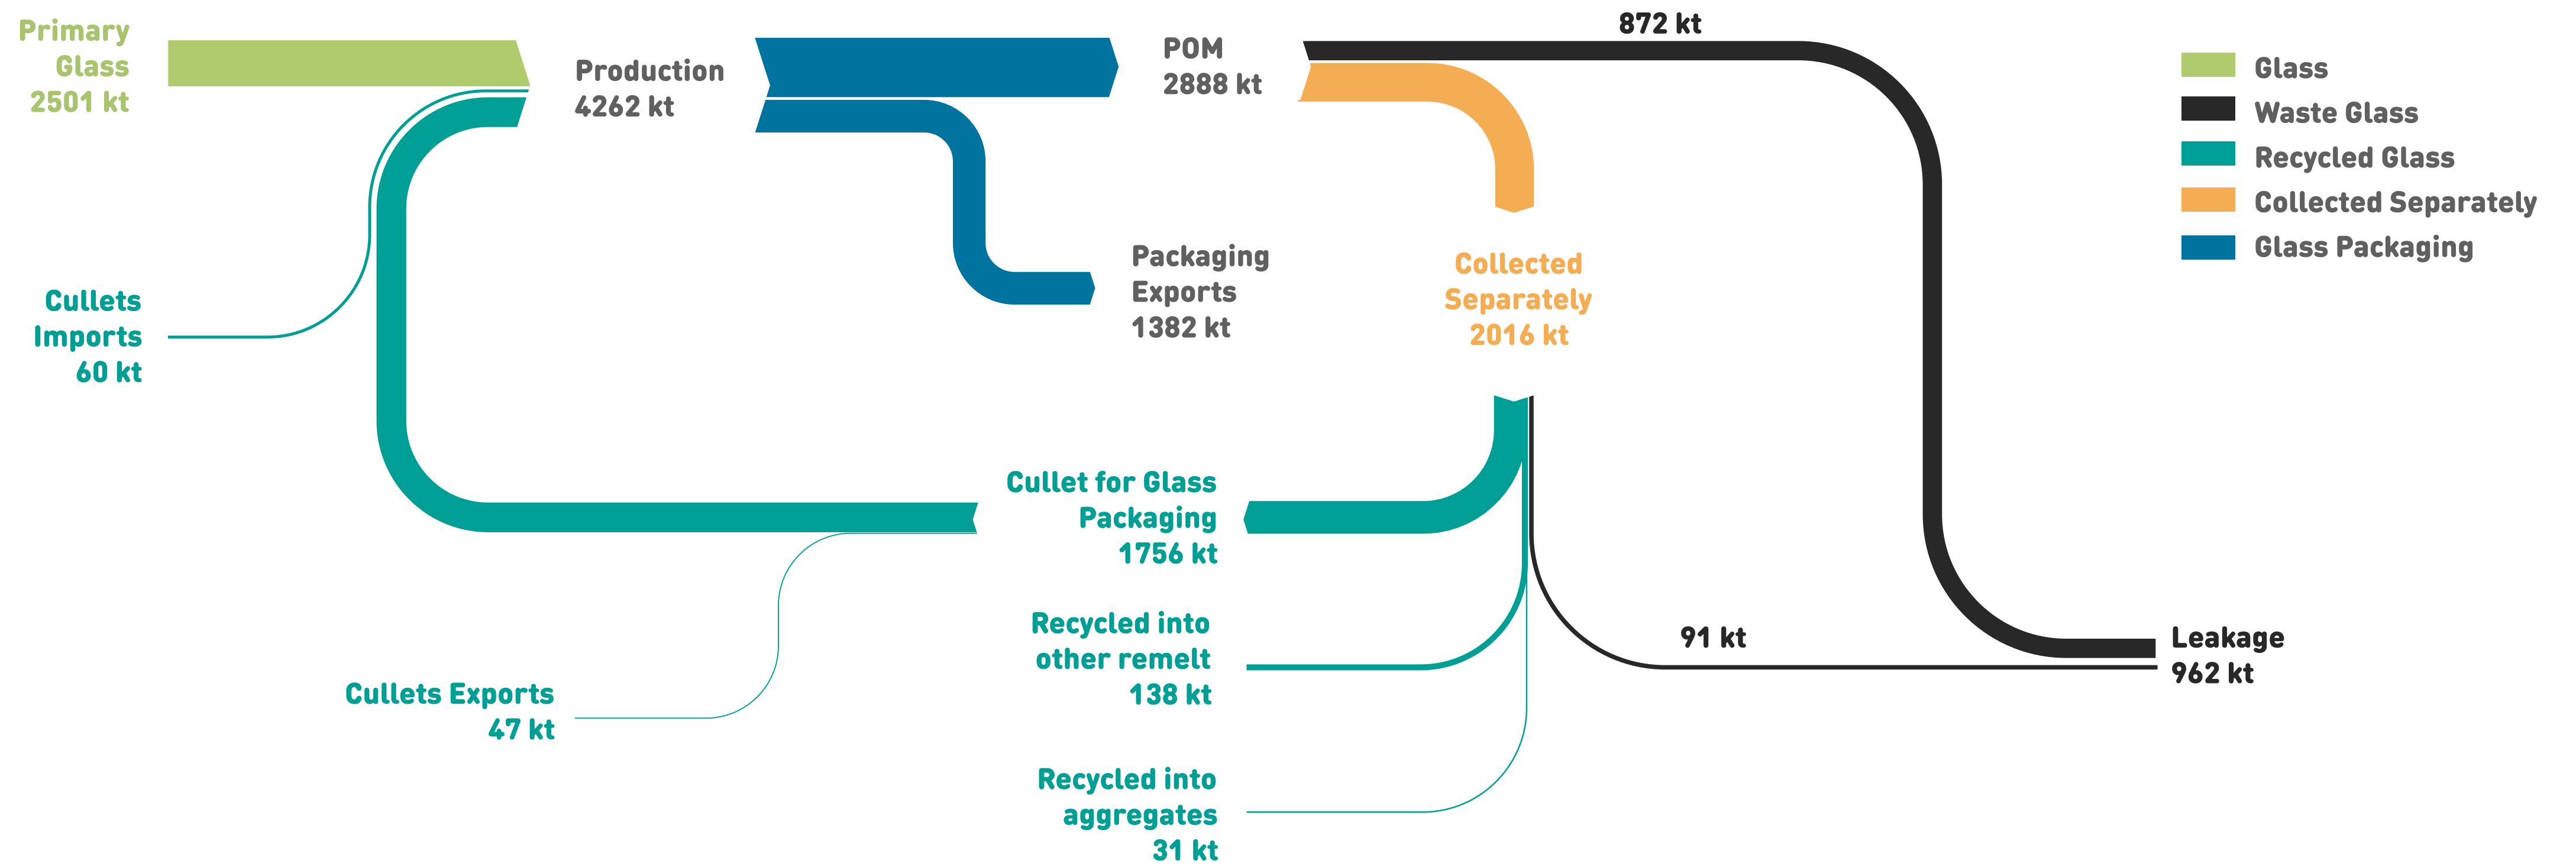 Primary
Glass
2501 kt
Production
4262 kt
POM
2888 kt
872 kt
Glass
Waste Glass
Recycled Glass
Collected Separately
Glass Packaging
Packaging
Exports
1382 kt
Collected
Separately
2016 kt
Cullets
Imports
60 kt
Cullet for Glass
Packaging
1756 kt
Recycled into
other remelt
138 kt
91 kt
Leakage
962 kt
Cullets Exports
47 kt
Recycled into
aggregates
31 kt